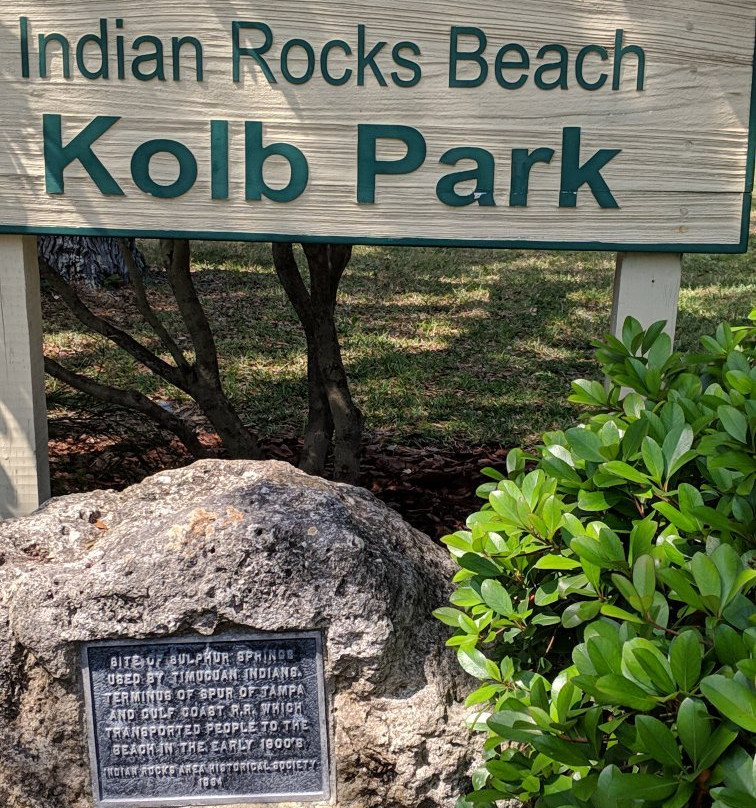 Indian Rocks Beach
Kolb Park
SITE OF SULPHUR SPRINGS
USED BY TIMUCUAN INDIANS.
TERMINUS OF SPUR OF TAMPA
AND GULF COAST R.R. WHICH
TRANSPORTED PEOPLE TO THE
BEACH IN THE EARLY 1900'S
INDIAN ROCKS AREA HISTORICAL SOCIETY
1984